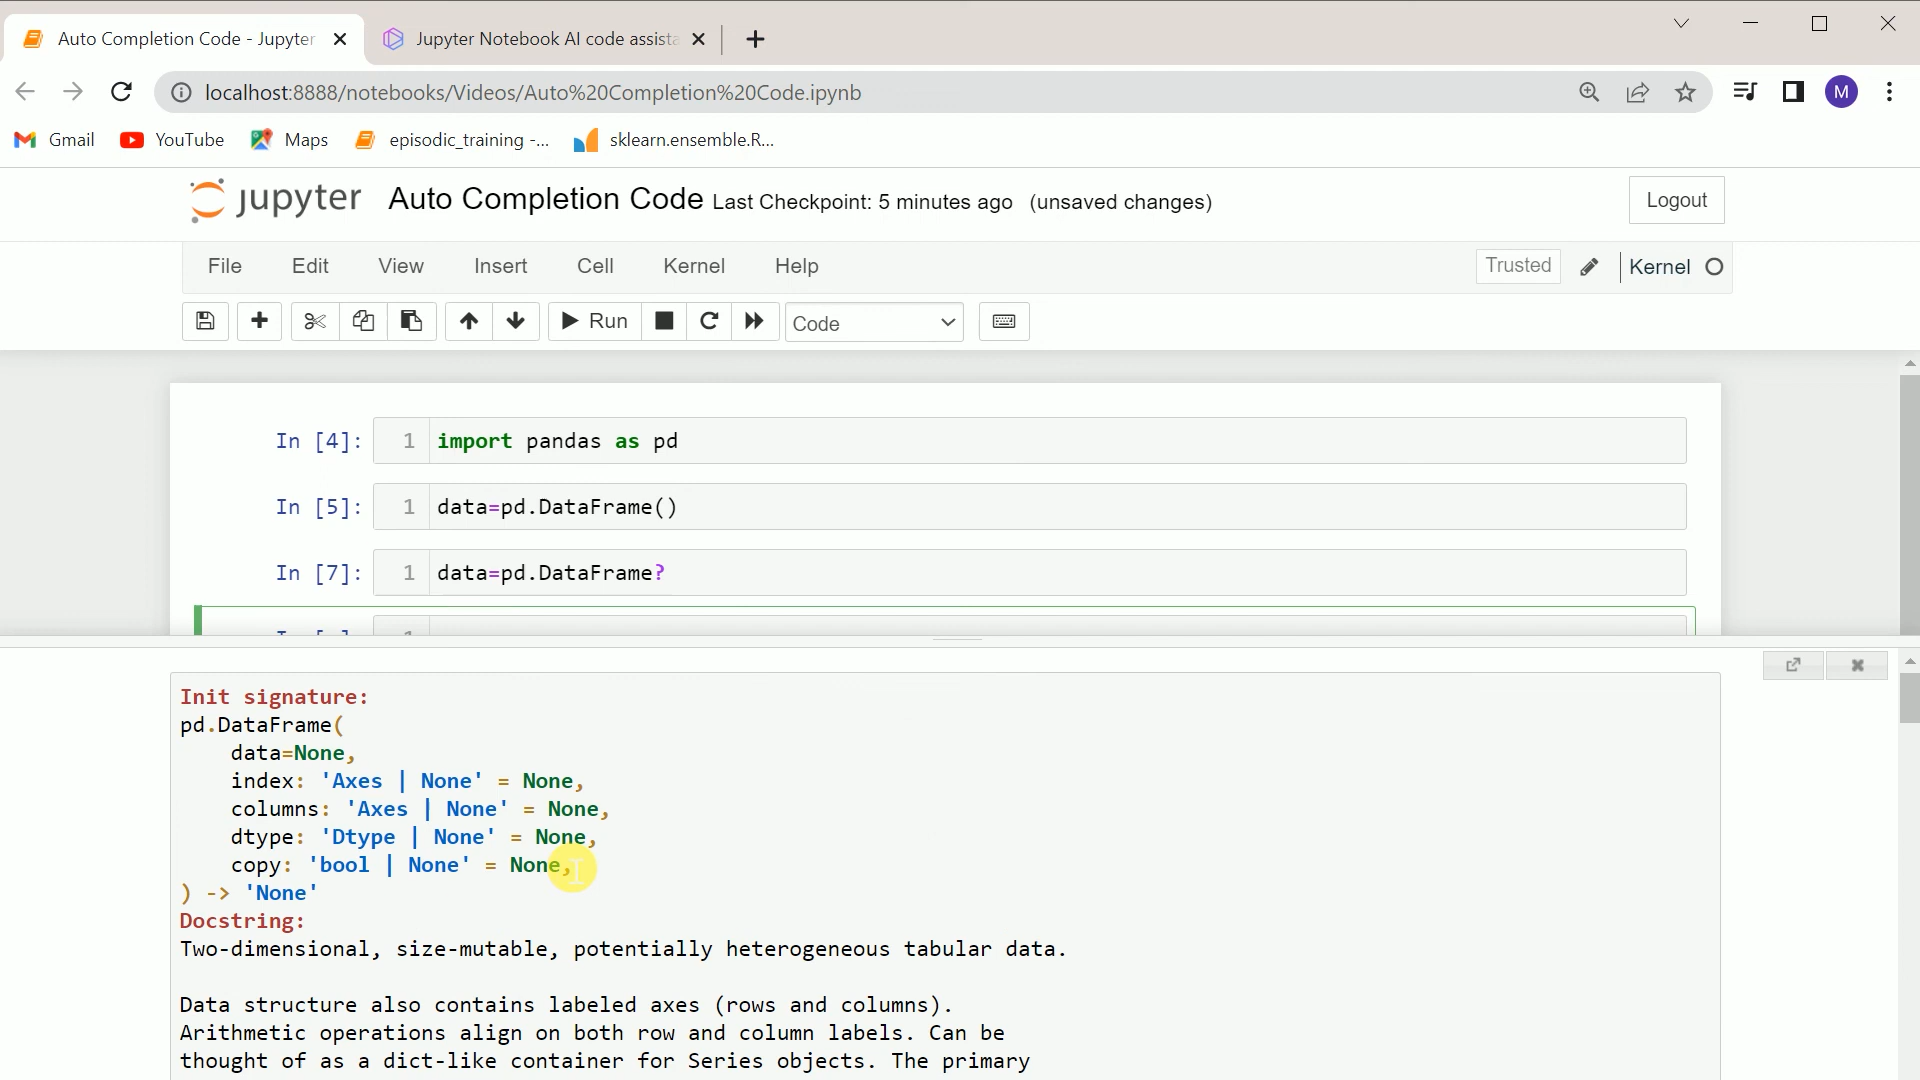 Auto Completion Code - Jupyter
Jupyter Notebook AI code assista
localhost:8888/notebooks/Videos/Auto%20Completion%20Code.ipynb
M
Gmail YouTube Maps episodic_training -... sklearn.ensemble.R...
jupyter Auto Completion Code Last Checkpoint: 5 minutes ago (unsaved changes)
Logout
File Edit View Insert Cell Kernel Help
Trusted Kernel
Run Code
In [4]: 1 import pandas as pd
In [5]: 1 data=pd.DataFrame()
In [7]: 1 data=pd.DataFrame?
Init signature:
pd.DataFrame(
data=None,
index: 'Axes | None' = None,
columns: 'Axes | None' = None,
dtype: 'Dtype | None' = None,
copy: 'bool | None' = None,
) -> 'None'
Docstring:
Two-dimensional, size-mutable, potentially heterogeneous tabular data.
Data structure also contains labeled axes (rows and columns).
Arithmetic operations align on both row and column labels. Can be
thought of as a dict-like container for Series objects. The primary